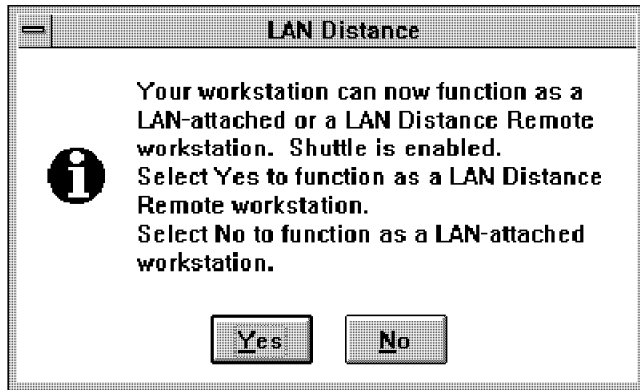 LAN Distance
Your workstation can now function as a
LAN-attached or a LAN Distance Remote
workstation. Shuttle is enabled.
Select Yes to function as a LAN Distance
Remote workstation.
Select No to function as a LAN-attached
workstation.
Yes No